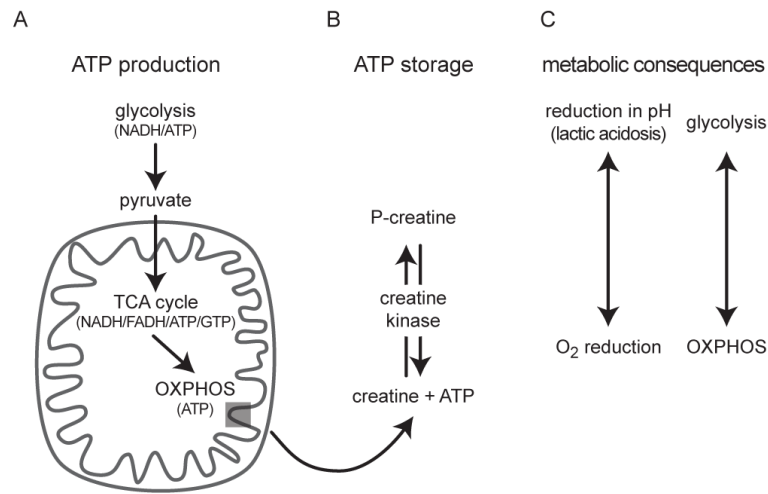 A
ATP production
glycolysis
(NADH/ATP)
pyruvate
TCA cycle
(NADH/FADH/ATP/GTP)
OXPHOS
(ATP)
B
ATP storage
P-creatine
creatine
kinase
creatine + ATP
C
metabolic consequences
reduction in pH
(lactic acidosis)
glycolysis
O₂ reduction
OXPHOS